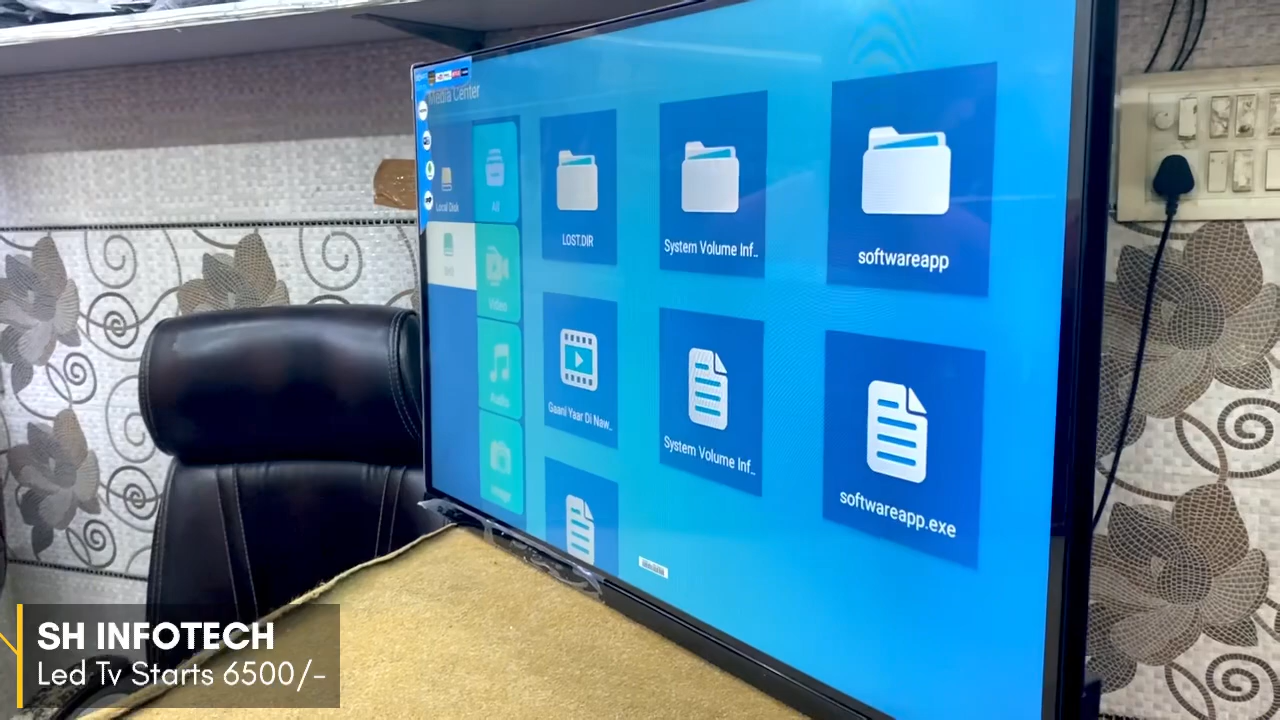 Media Center
Local Disk
All
Video
Audio
LOST.DIR
System Volume Inf..
softwareapp
Gaani Yaar Di Naw..
System Volume Inf..
softwareapp.exe
SH INFOTECH
Led Tv Starts 6500/-